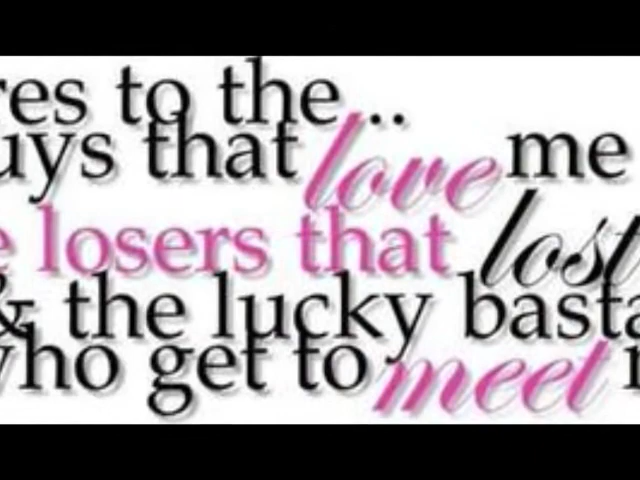 res to the ..
uys that love me
e losers that lost
& the lucky basta
who get to meet